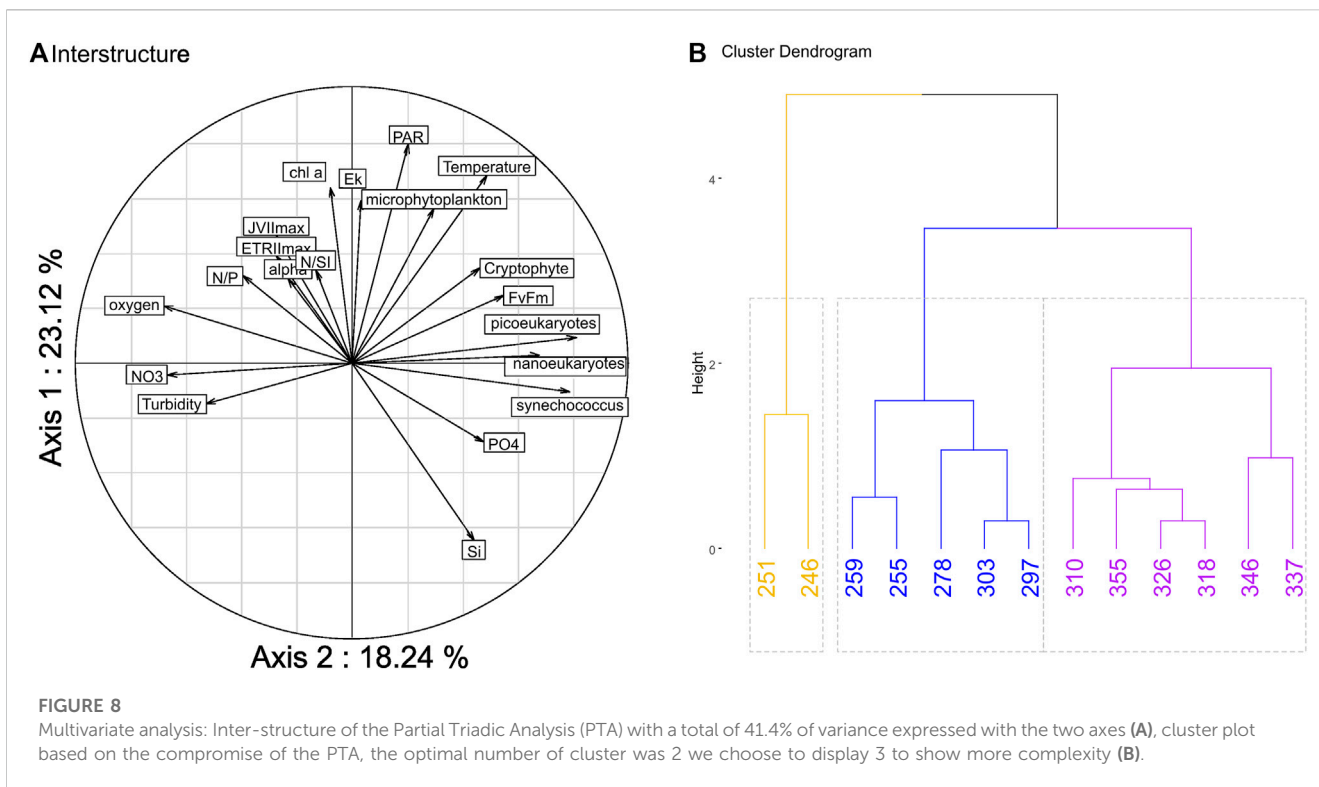 A Interstructure
PAR
Temperature
chl a
Ek
microphytoplankton
JVIImax
ETRIImax
N/SI
alpha
N/P
Cryptophyte
FvFm
oxygen
picoeukaryotes
nanoeukaryotes
NO3
Turbidity
synechococcus
PO4
Si
Axis 1 : 23.12 %
Axis 2 : 18.24 %
B Cluster Dendrogram
Height
4
2
0
251 246 259 255 278 303 297 310 355 326 318 346 337
FIGURE 8
Multivariate analysis: Inter-structure of the Partial Triadic Analysis (PTA) with a total of 41.4% of variance expressed with the two axes (A), cluster plot
based on the compromise of the PTA, the optimal number of cluster was 2 we choose to display 3 to show more complexity (B).